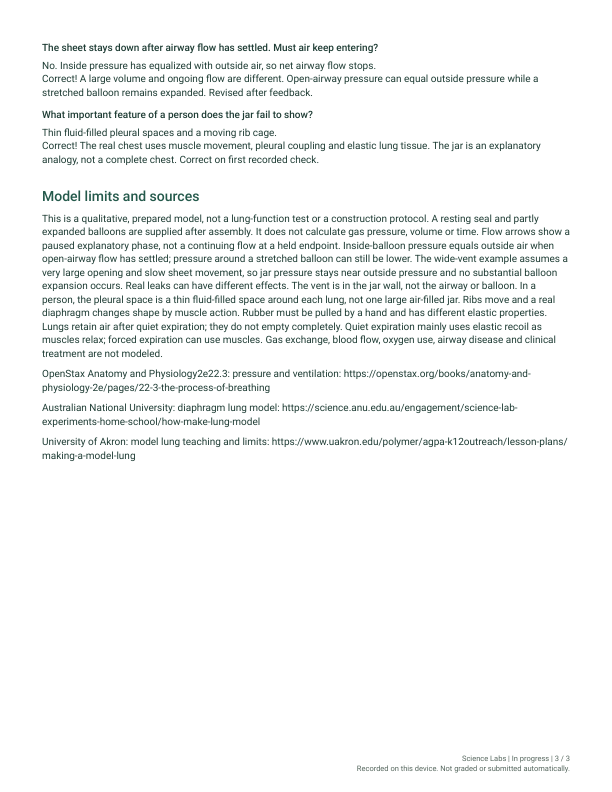 The sheet stays down after airway flow has settled. Must air keep entering?
No. Inside pressure has equalized with outside air, so net airway flow stops.
Correct! A large volume and ongoing flow are different. Open-airway pressure can equal outside pressure while a
stretched balloon remains expanded. Revised after feedback.
What important feature of a person does the jar fail to show?
Thin fluid-filled pleural spaces and a moving rib cage.
Correct! The real chest uses muscle movement, pleural coupling and elastic lung tissue. The jar is an explanatory
analogy, not a complete chest. Correct on first recorded check.
Model limits and sources
This is a qualitative, prepared model, not a lung-function test or a construction protocol. A resting seal and partly
expanded balloons are supplied after assembly. It does not calculate gas pressure, volume or time. Flow arrows show a
paused explanatory phase, not a continuing flow at a held endpoint. Inside-balloon pressure equals outside air when
open-airway flow has settled; pressure around a stretched balloon can still be lower. The wide-vent example assumes a
very large opening and slow sheet movement, so jar pressure stays near outside pressure and no substantial balloon
expansion occurs. Real leaks can have different effects. The vent is in the jar wall, not the airway or balloon. In a
person, the pleural space is a thin fluid-filled space around each lung, not one large air-filled jar. Ribs move and a real
diaphragm changes shape by muscle action. Rubber must be pulled by a hand and has different elastic properties.
Lungs retain air after quiet expiration; they do not empty completely. Quiet expiration mainly uses elastic recoil as
muscles relax; forced expiration can use muscles. Gas exchange, blood flow, oxygen use, airway disease and clinical
treatment are not modeled.
OpenStax Anatomy and Physiology2e22.3: pressure and ventilation: https://openstax.org/books/anatomy-and-
physiology-2e/pages/22-3-the-process-of-breathing
Australian National University: diaphragm lung model: https://science.anu.edu.au/engagement/science-lab-
experiments-home-school/how-make-lung-model
University of Akron: model lung teaching and limits: https://www.uakron.edu/polymer/agpa-k12outreach/lesson-plans/
making-a-model-lung
Science Labs | In progress | 3 / 3
Recorded on this device. Not graded or submitted automatically.